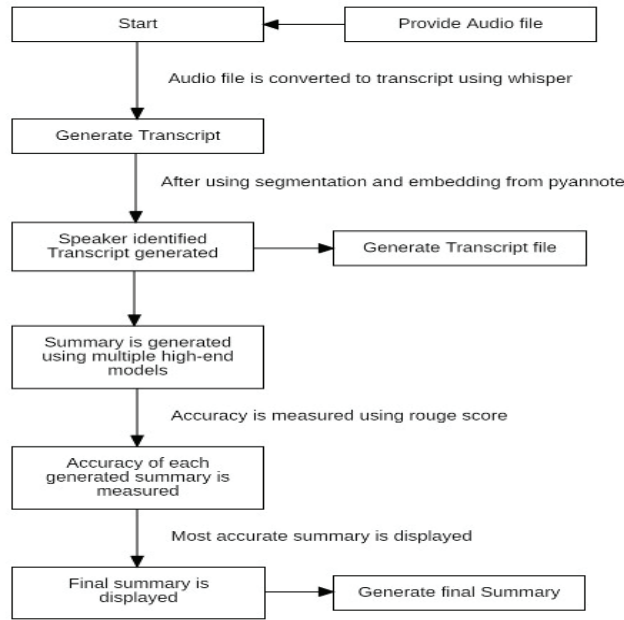 Start
Provide Audio file
Audio file is converted to transcript using whisper
Generate Transcript
After using segmentation and embedding from pyannote
Speaker identified
Transcript generated
Generate Transcript file
Summary is generated
using multiple high-end
models
Accuracy is measured using rouge score
Accuracy of each
generated summary is
measured
Most accurate summary is displayed
Final summary is
displayed
Generate final Summary